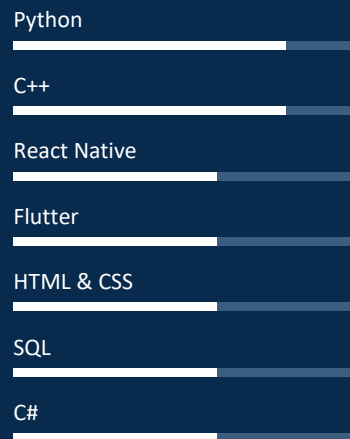 Python
C++
React Native
Flutter
HTML & CSS
SQL
C#